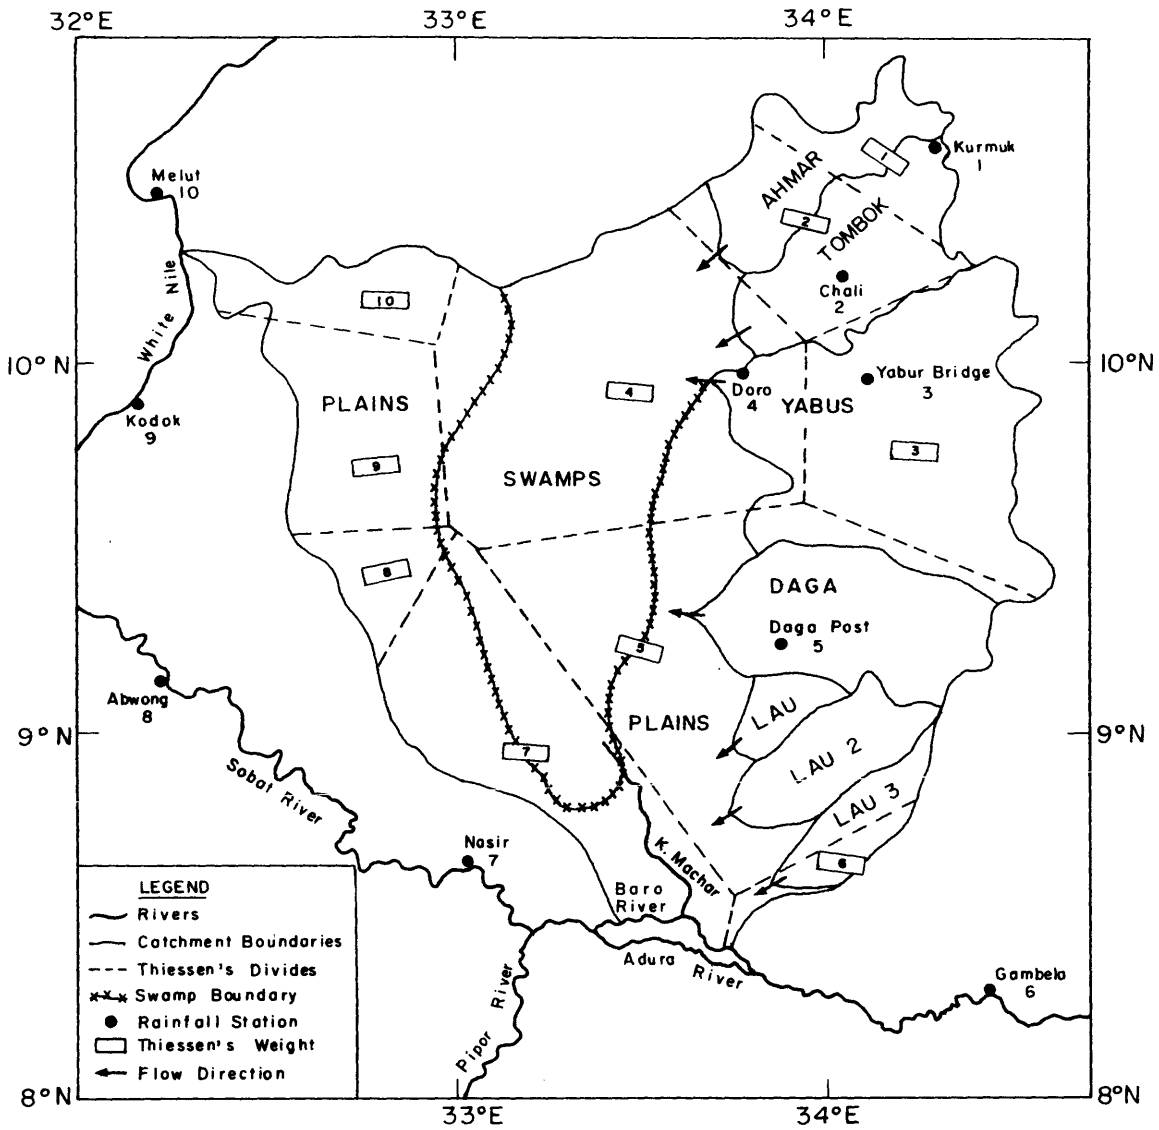 32°E
33°E
34°E
Kurmuk
1
1
AHMAR
Melut
10
2
TOMBOK
White Nile
Chali
2
10
10°N
10°N
Yabur Bridge
3
Doro
4
4
YABUS
PLAINS
Kodok
9
3
9
SWAMPS
8
DAGA
Daga Post
5
5
Abwong
8
LAU
PLAINS
9°N
9°N
7
LAU 2
Sobat River
LAU 3
Nasir
7
K. Machar
6
LEGEND
Rivers
Catchment Boundaries
Thiessen's Divides
Swamp Boundary
Rainfall Station
Thiessen's Weight
Flow Direction
Baro
River
Adura River
Pipor River
Gambela
6
8°N
8°N
33°E
34°E